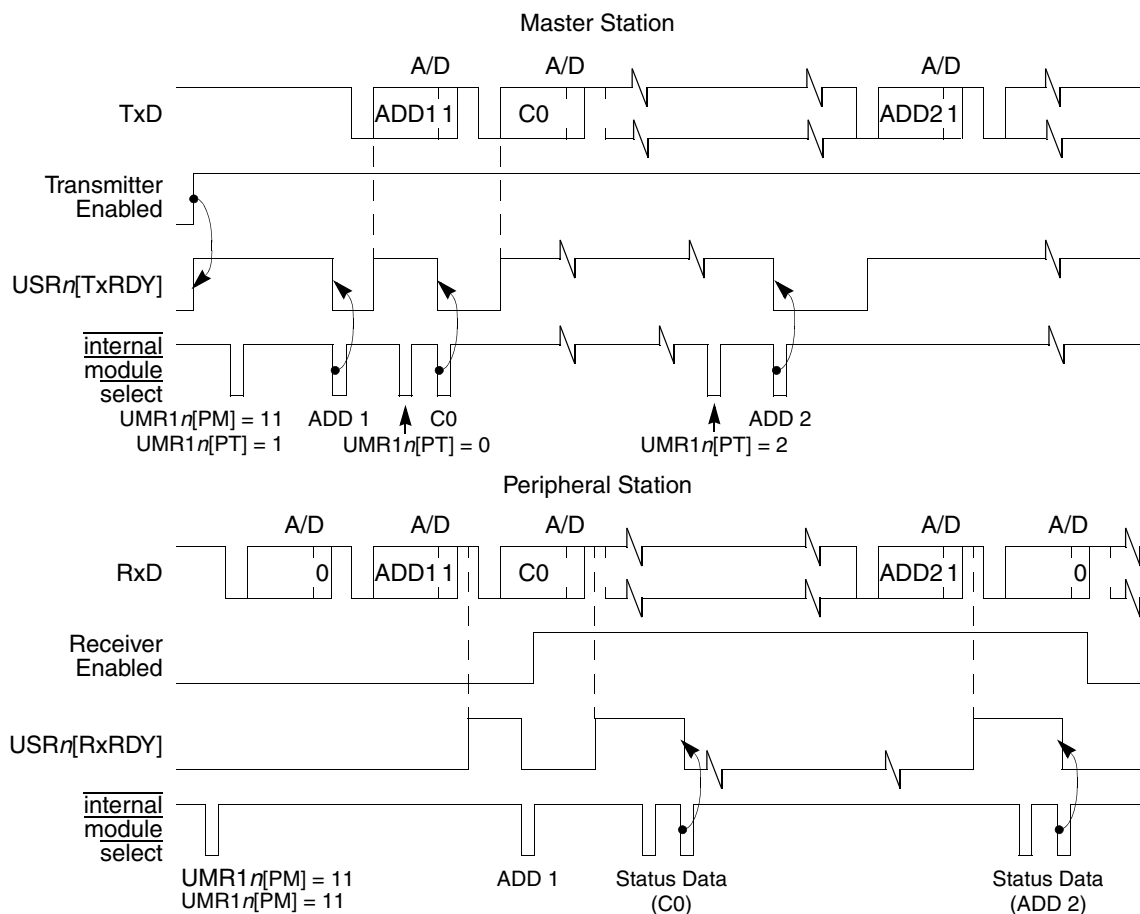 Master Station
A/D A/D A/D
TxD ADD1 1 C0 ADD2 1
Transmitter
Enabled
USRn[TxRDY]
internal
module
select
UMR1n[PM] = 11 ADD 1 C0 ADD 2
UMR1n[PT] = 1 UMR1n[PT] = 0 UMR1n[PT] = 2
Peripheral Station
A/D A/D A/D A/D A/D
RxD 0 ADD1 1 C0 ADD2 1 0
Receiver
Enabled
USRn[RxRDY]
internal
module
select
UMR1n[PM] = 11 ADD 1 Status Data Status Data
UMR1n[PM] = 11 (C0) (ADD 2)